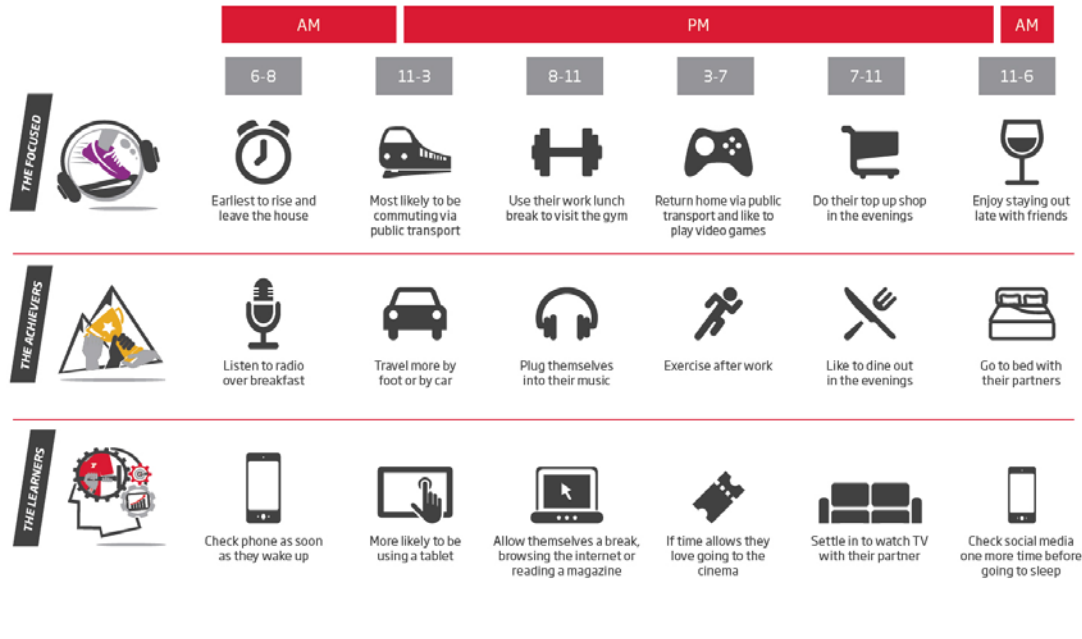 AM
PM
AM
6-8
11-3
8-11
3-7
7-11
11-6
THE FOCUSED
Earliest to rise and
leave the house
Most likely to be
commuting via
public transport
Use their work lunch
break to visit the gym
Return home via public
transport and like to
play video games
Do their top up shop
in the evenings
Enjoy staying out
late with friends
THE ACHIEVERS
Listen to radio
over breakfast
Travel more by
foot or by car
Plug themselves
into their music
Exercise after work
Like to dine out
in the evenings
Go to bed with
their partners
THE LEARNERS
Check phone as soon
as they wake up
More likely to be
using a tablet
Allow themselves a break,
browsing the internet or
reading a magazine
If time allows they
love going to the
cinema
Settle in to watch TV
with their partner
Check social media
one more time before
going to sleep